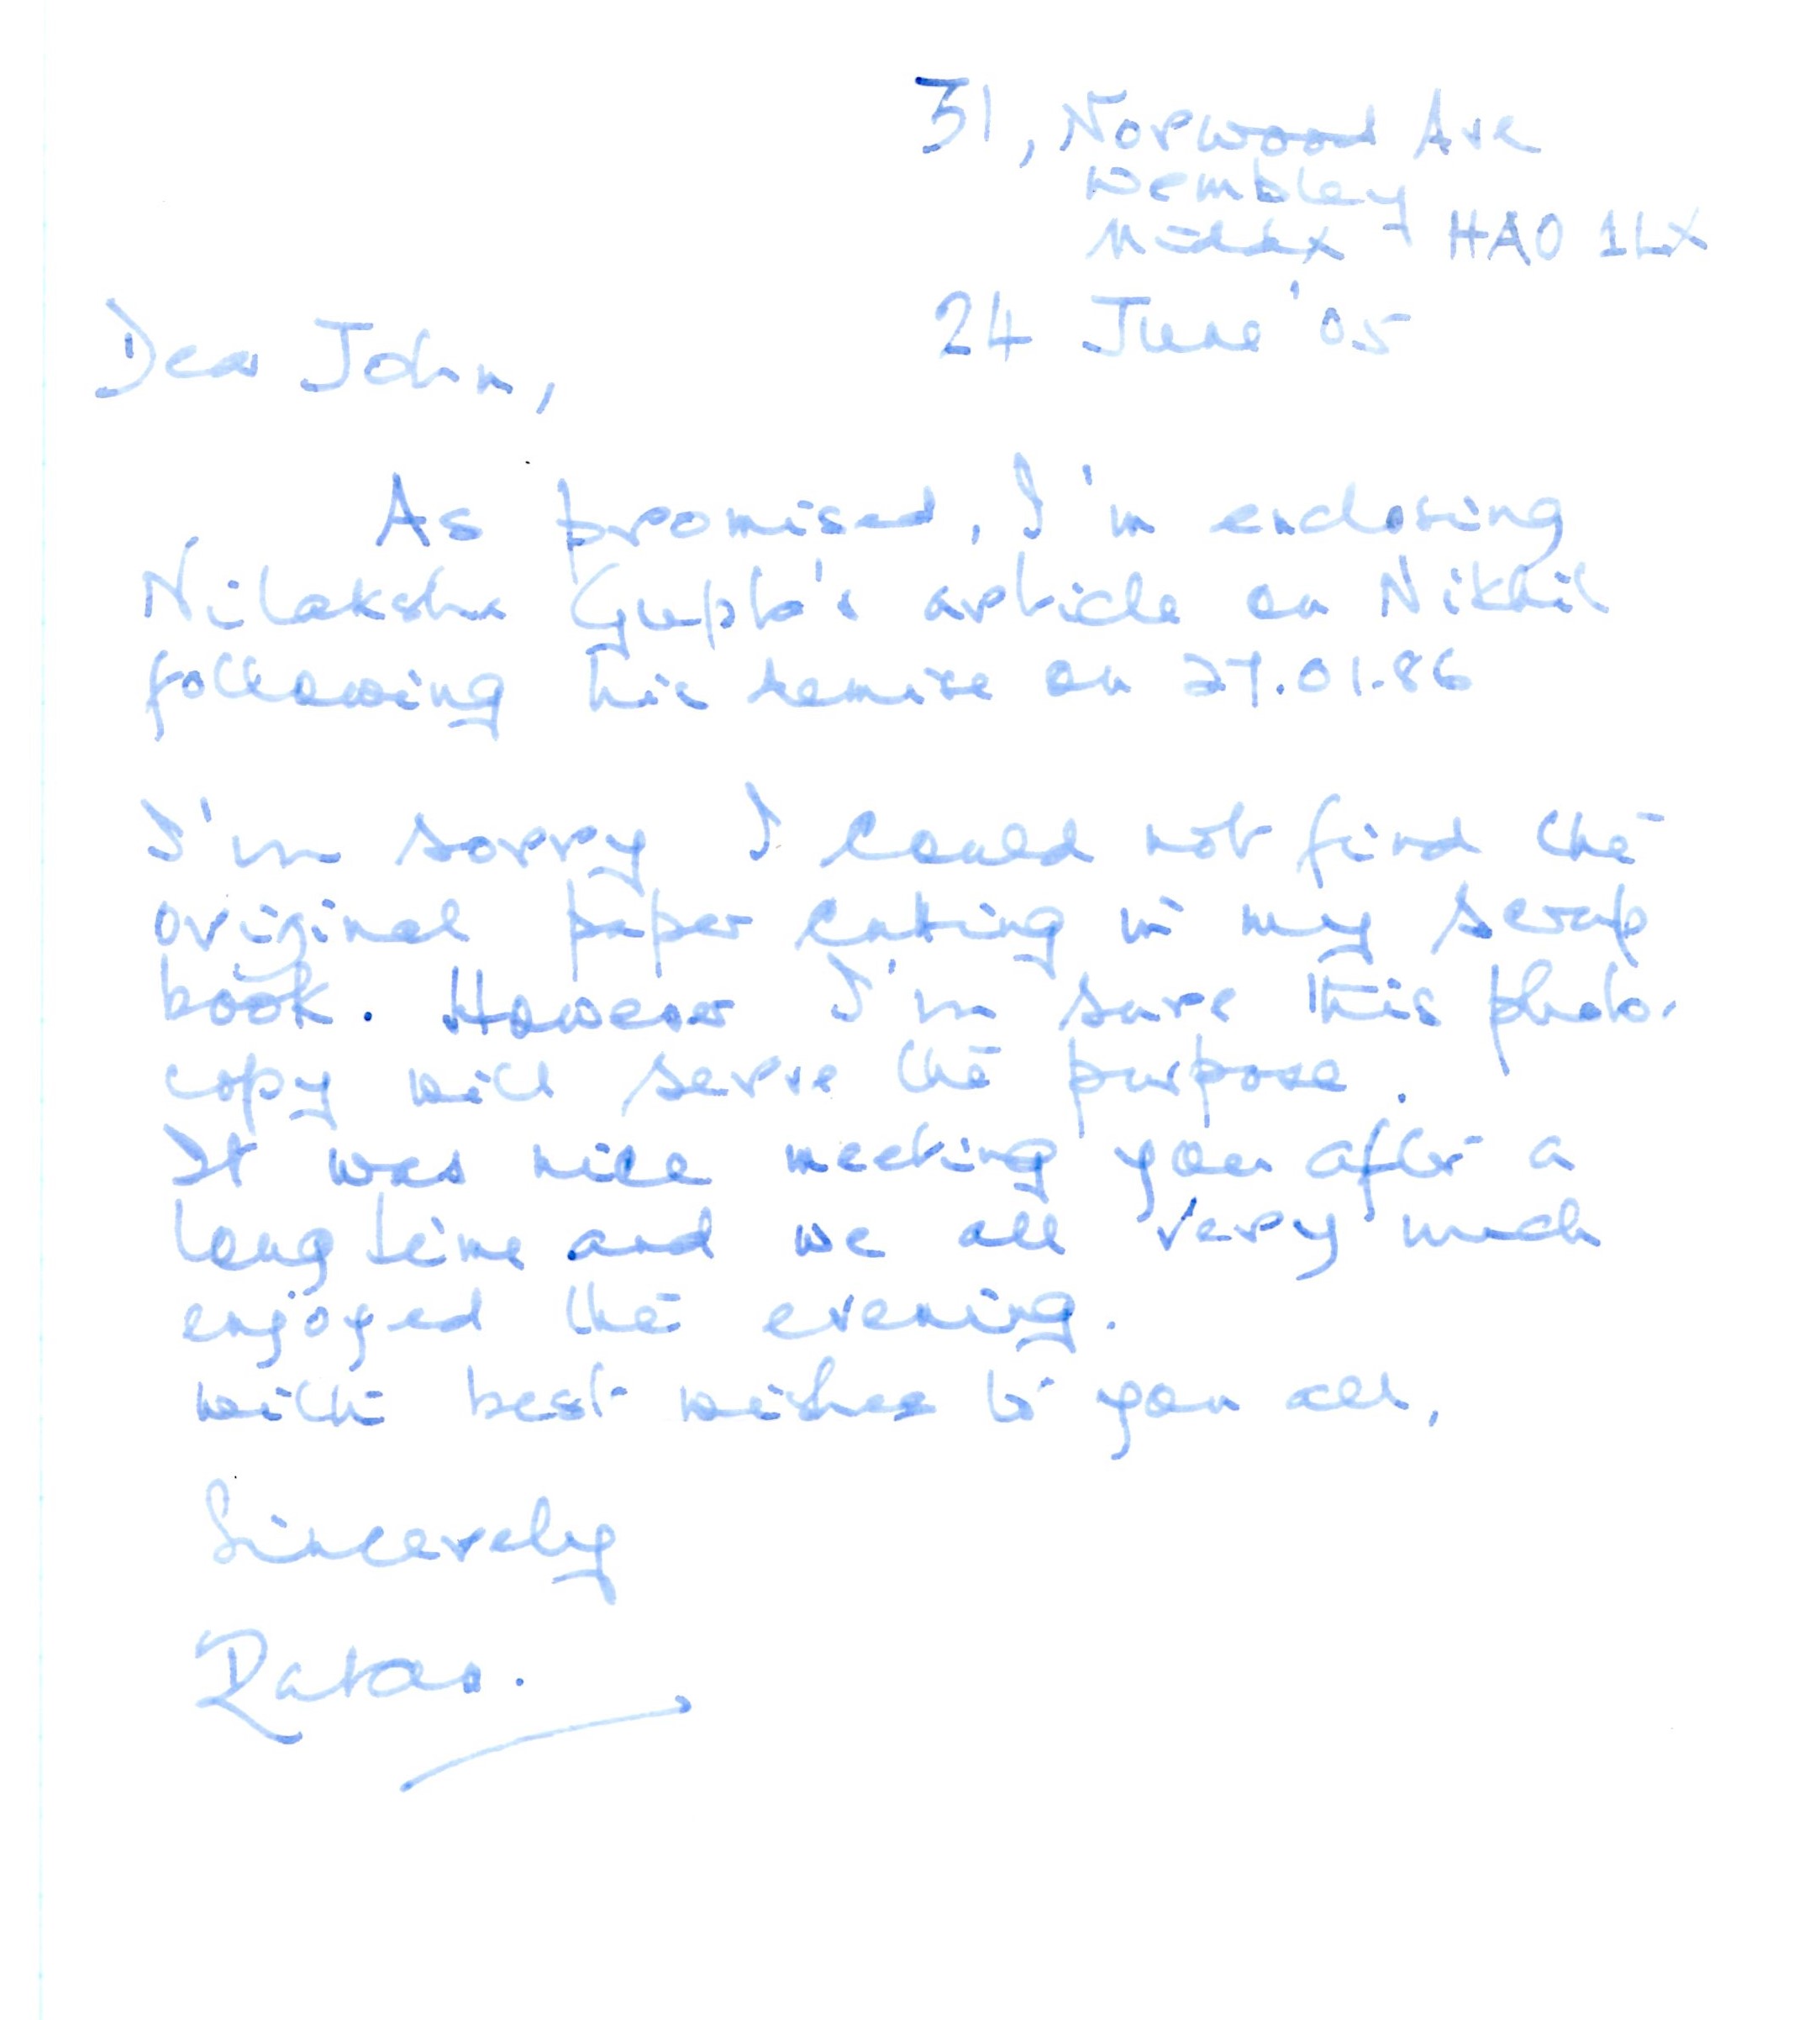 31, Norwood Ave
Wembley
Middx - HA0 1LX
24 June '05
Dear John,
As promised, I'm enclosing
Nilaksha Gupta's article on Nikhil
following his demise on 27.01.86
I'm sorry I could not find the
original paper cutting in my scrap
book. However I'm sure this photo-
copy will serve the purpose.
It was nice meeting you after a
long time and we all very much
enjoyed the evening.
with best wishes to you all,
Sincerely
Ratan.